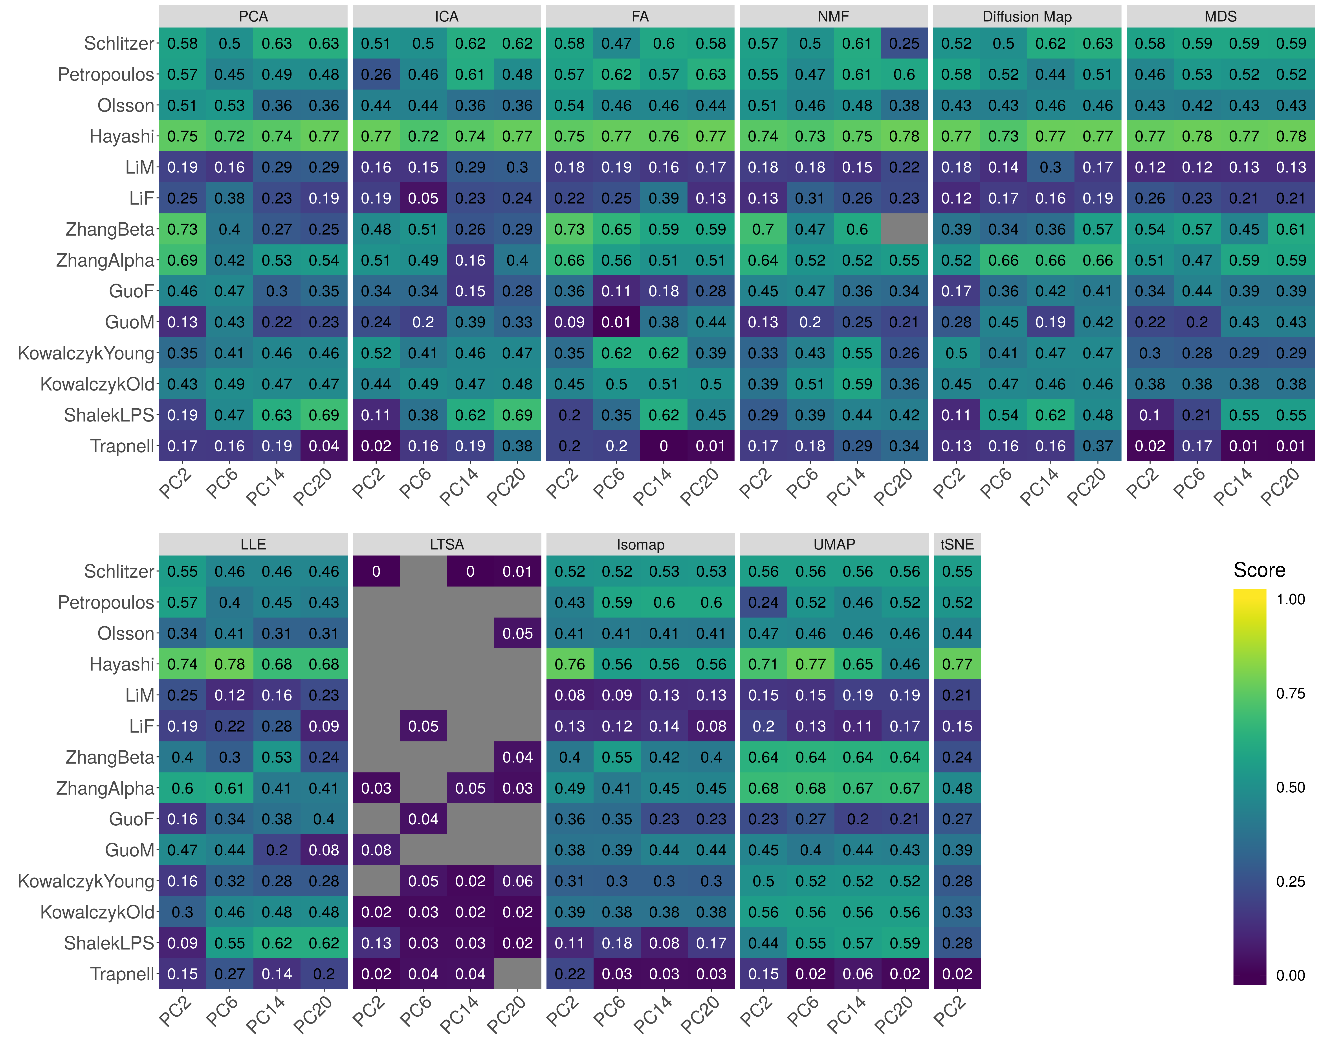 PCA ICA FA NMF Diffusion Map MDS
Schlitzer 0.58 0.5 0.63 0.63 0.51 0.5 0.62 0.62 0.58 0.47 0.6 0.58 0.57 0.5 0.61 0.25 0.52 0.5 0.62 0.63 0.58 0.59 0.59 0.59
Petropoulos 0.57 0.45 0.49 0.48 0.26 0.46 0.61 0.48 0.57 0.62 0.57 0.63 0.55 0.47 0.61 0.6 0.58 0.52 0.44 0.51 0.46 0.53 0.52 0.52
Olsson 0.51 0.53 0.36 0.36 0.44 0.44 0.36 0.36 0.54 0.46 0.46 0.44 0.51 0.46 0.48 0.38 0.43 0.43 0.46 0.46 0.43 0.42 0.43 0.43
Hayashi 0.75 0.72 0.74 0.77 0.77 0.72 0.74 0.77 0.75 0.77 0.76 0.77 0.74 0.73 0.75 0.78 0.77 0.73 0.77 0.77 0.77 0.78 0.77 0.78
LiM 0.19 0.16 0.29 0.29 0.16 0.15 0.29 0.3 0.18 0.19 0.16 0.17 0.18 0.18 0.15 0.22 0.18 0.14 0.3 0.17 0.12 0.12 0.13 0.13
LiF 0.25 0.38 0.23 0.19 0.19 0.05 0.23 0.24 0.22 0.25 0.39 0.13 0.13 0.31 0.26 0.23 0.12 0.17 0.16 0.19 0.26 0.23 0.21 0.21
ZhangBeta 0.73 0.4 0.27 0.25 0.48 0.51 0.26 0.29 0.73 0.65 0.59 0.59 0.7 0.47 0.6 0.39 0.34 0.36 0.57 0.54 0.57 0.45 0.61
ZhangAlpha 0.69 0.42 0.53 0.54 0.51 0.49 0.16 0.4 0.66 0.56 0.51 0.51 0.64 0.52 0.52 0.55 0.52 0.66 0.66 0.66 0.51 0.47 0.59 0.59
GuoF 0.46 0.47 0.3 0.35 0.34 0.34 0.15 0.28 0.36 0.11 0.18 0.28 0.45 0.47 0.36 0.34 0.17 0.36 0.42 0.41 0.34 0.44 0.39 0.39
GuoM 0.13 0.43 0.22 0.23 0.24 0.2 0.39 0.33 0.09 0.01 0.38 0.44 0.13 0.2 0.25 0.21 0.28 0.45 0.19 0.42 0.22 0.2 0.43 0.43
KowalczykYoung 0.35 0.41 0.46 0.46 0.52 0.41 0.46 0.47 0.35 0.62 0.62 0.39 0.33 0.43 0.55 0.26 0.5 0.41 0.47 0.47 0.3 0.28 0.29 0.29
KowalczykOld 0.43 0.49 0.47 0.47 0.44 0.49 0.47 0.48 0.45 0.5 0.51 0.5 0.39 0.51 0.59 0.36 0.45 0.47 0.46 0.46 0.38 0.38 0.38 0.38
ShalekLPS 0.19 0.47 0.63 0.69 0.11 0.38 0.62 0.69 0.2 0.35 0.62 0.45 0.29 0.39 0.44 0.42 0.11 0.54 0.62 0.48 0.1 0.21 0.55 0.55
Trapnell 0.17 0.16 0.19 0.04 0.02 0.16 0.19 0.38 0.2 0.2 0 0.01 0.17 0.18 0.29 0.34 0.13 0.16 0.16 0.37 0.02 0.17 0.01 0.01
PC2 PC6 PC14 PC20 PC2 PC6 PC14 PC20 PC2 PC6 PC14 PC20 PC2 PC6 PC14 PC20 PC2 PC6 PC14 PC20 PC2 PC6 PC14 PC20
LLE LTSA Isomap UMAP tSNE
Schlitzer 0.55 0.46 0.46 0.46 0 0 0.01 0.52 0.52 0.53 0.53 0.56 0.56 0.56 0.56 0.55
Petropoulos 0.57 0.4 0.45 0.43 0.43 0.59 0.6 0.6 0.24 0.52 0.46 0.52 0.52
Olsson 0.34 0.41 0.31 0.31 0.05 0.41 0.41 0.41 0.41 0.47 0.46 0.46 0.46 0.44
Hayashi 0.74 0.78 0.68 0.68 0.76 0.56 0.56 0.56 0.71 0.77 0.65 0.46 0.77
LiM 0.25 0.12 0.16 0.23 0.08 0.09 0.13 0.13 0.15 0.15 0.19 0.19 0.21
LiF 0.19 0.22 0.28 0.09 0.05 0.13 0.12 0.14 0.08 0.2 0.13 0.11 0.17 0.15
ZhangBeta 0.4 0.3 0.53 0.24 0.04 0.4 0.55 0.42 0.4 0.64 0.64 0.64 0.64 0.24
ZhangAlpha 0.6 0.61 0.41 0.41 0.03 0.05 0.03 0.49 0.41 0.45 0.45 0.68 0.68 0.67 0.67 0.48
GuoF 0.16 0.34 0.38 0.4 0.04 0.36 0.35 0.23 0.23 0.23 0.27 0.2 0.21 0.27
GuoM 0.47 0.44 0.2 0.08 0.08 0.38 0.39 0.44 0.44 0.45 0.4 0.44 0.43 0.39
KowalczykYoung 0.16 0.32 0.28 0.28 0.05 0.02 0.06 0.31 0.3 0.3 0.3 0.5 0.52 0.52 0.52 0.28
KowalczykOld 0.3 0.46 0.48 0.48 0.02 0.03 0.02 0.02 0.39 0.38 0.38 0.38 0.56 0.56 0.56 0.56 0.33
ShalekLPS 0.09 0.55 0.62 0.62 0.13 0.03 0.03 0.02 0.11 0.18 0.08 0.17 0.44 0.55 0.57 0.59 0.28
Trapnell 0.15 0.27 0.14 0.2 0.02 0.04 0.04 0.22 0.03 0.03 0.03 0.15 0.02 0.06 0.02 0.02
PC2 PC6 PC14 PC20 PC2 PC6 PC14 PC20 PC2 PC6 PC14 PC20 PC2 PC6 PC14 PC20 PC2
Score
1.00
0.75
0.50
0.25
0.00